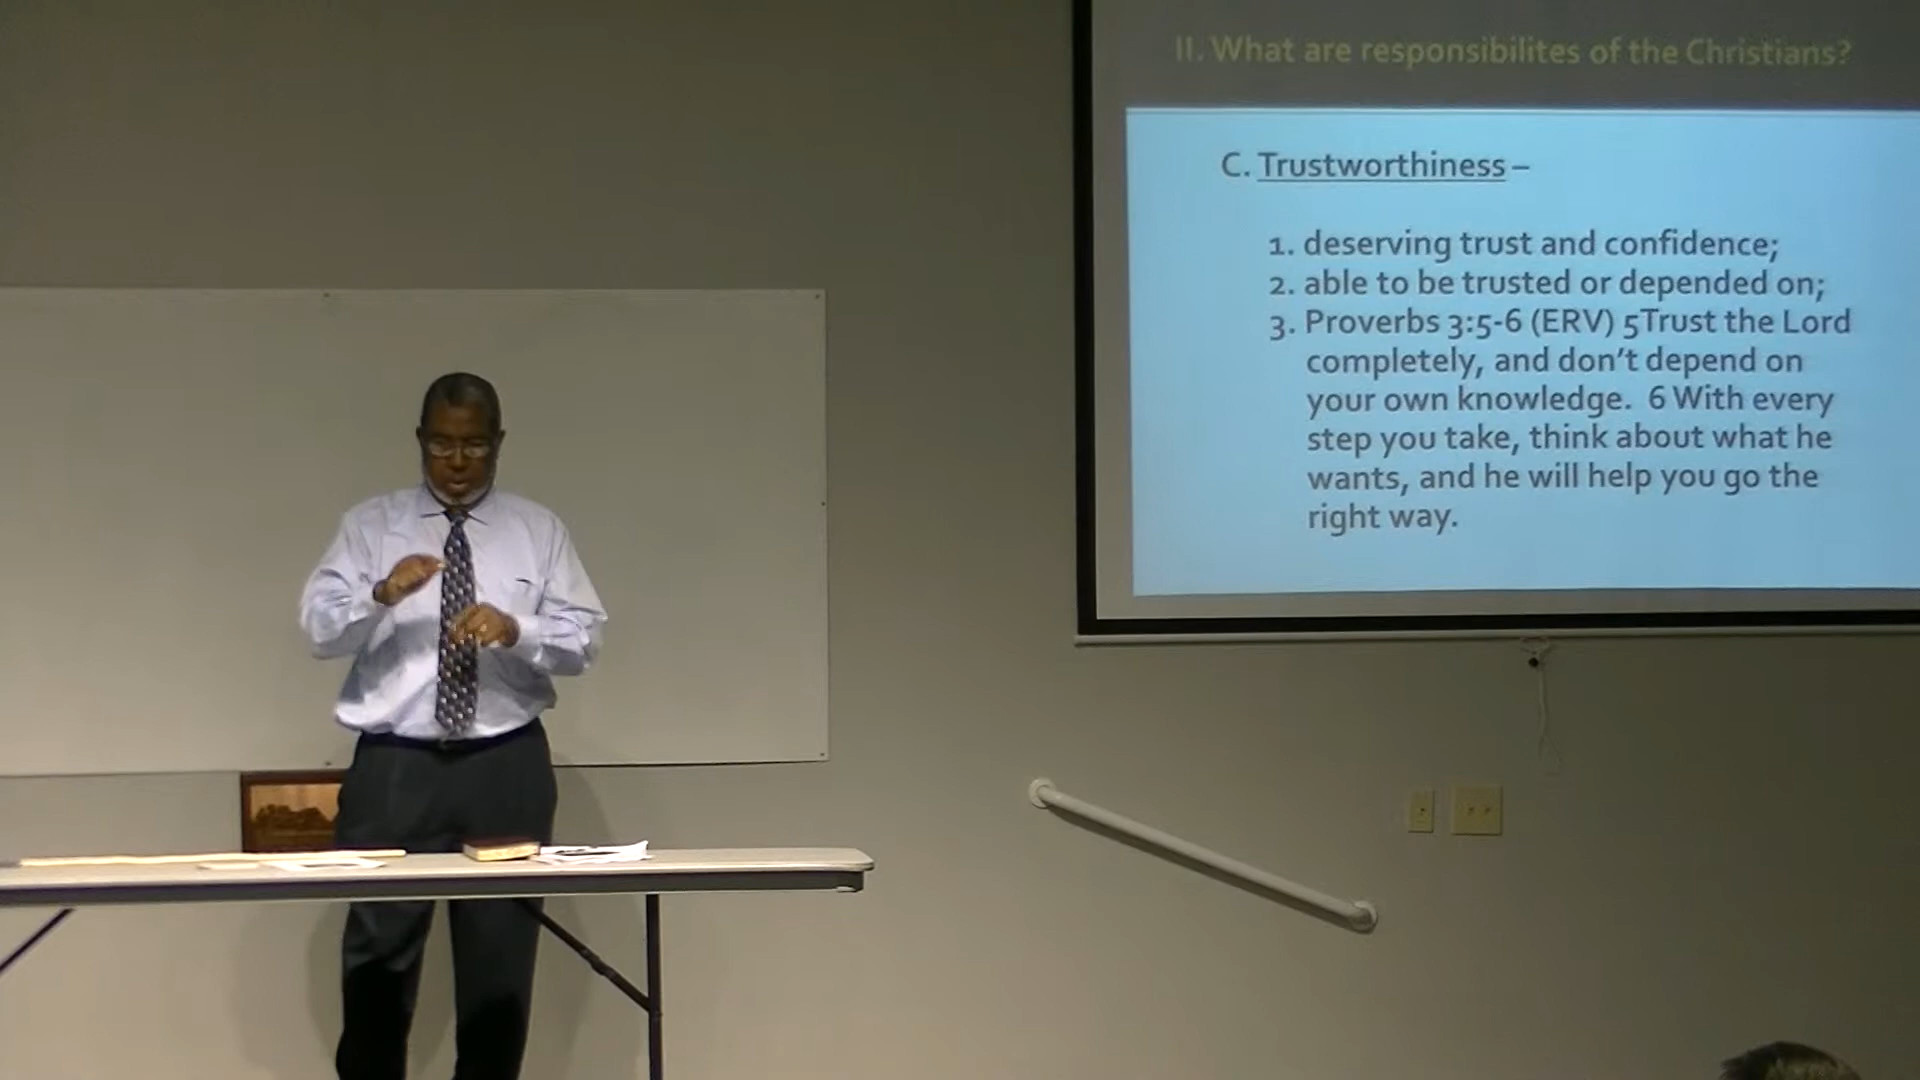 II. What are responsibilites of the Christians?
C. Trustworthiness –
1. deserving trust and confidence;
2. able to be trusted or depended on;
3. Proverbs 3:5-6 (ERV) 5Trust the Lord
completely, and don't depend on
your own knowledge. 6 With every
step you take, think about what he
wants, and he will help you go the
right way.